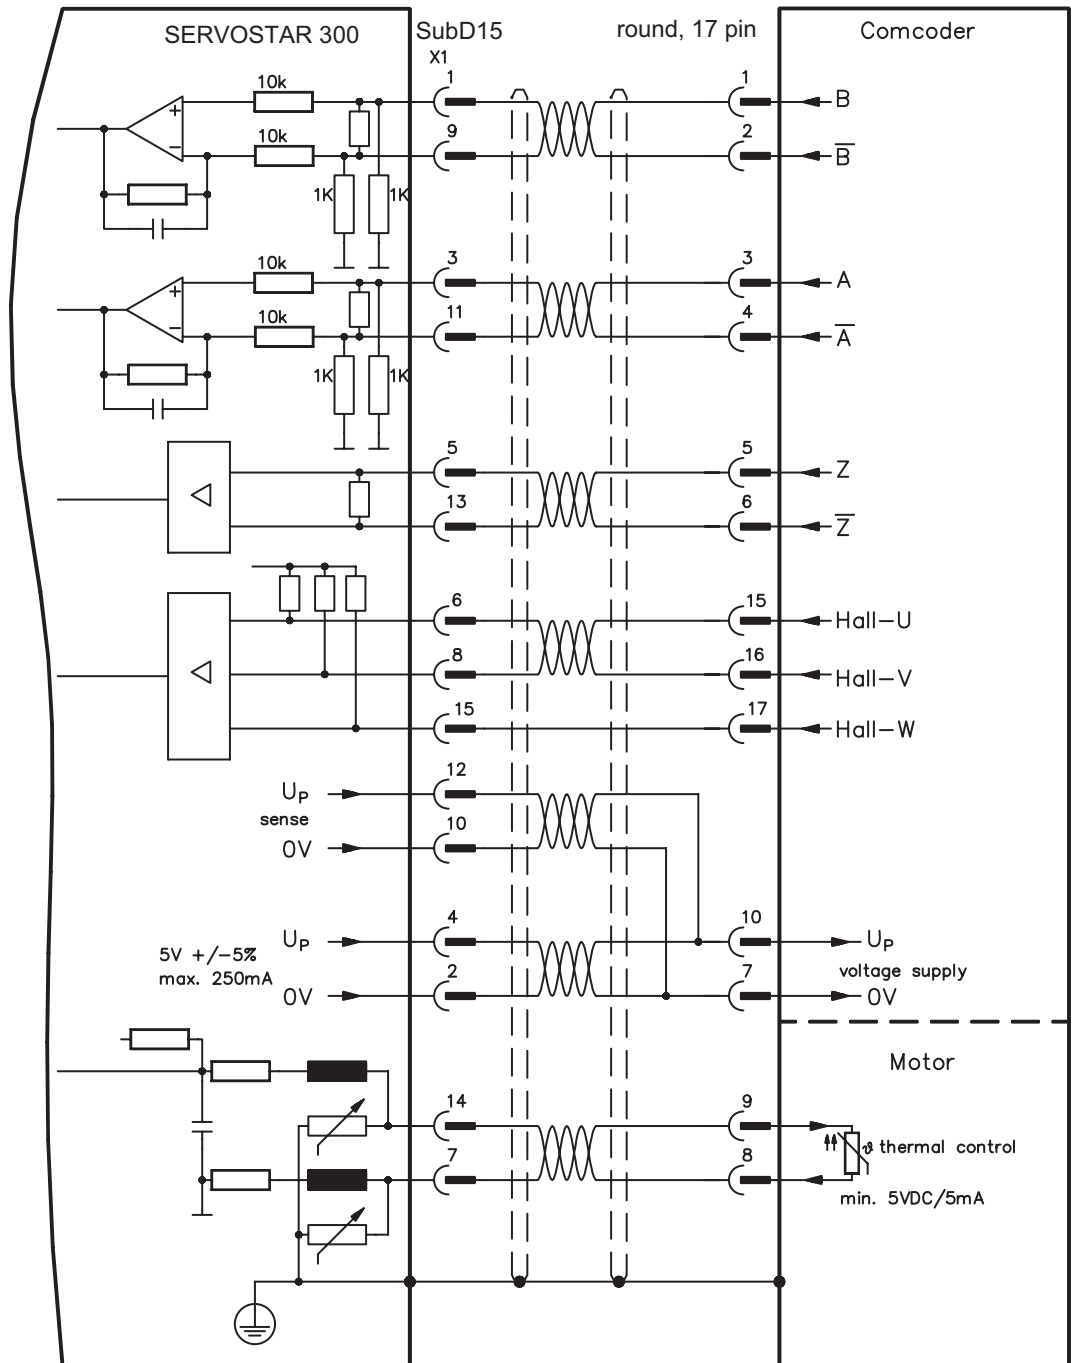 SERVOSTAR 300
SubD15
round, 17 pin
Comcoder
X1
10k
1
1
B
+
10k
9
2
B̅
−
1K
1K
10k
3
3
A
+
10k
11
4
A̅
−
1K
1K
5
5
Z
13
6
Z̅
6
15
Hall−U
8
16
Hall−V
15
17
Hall−W
UP
12
sense
0V
10
5V +/−5%
max. 250mA
UP
4
10
UP
voltage supply
0V
2
7
0V
Motor
14
9
ϑ thermal control
7
8
min. 5VDC/5mA